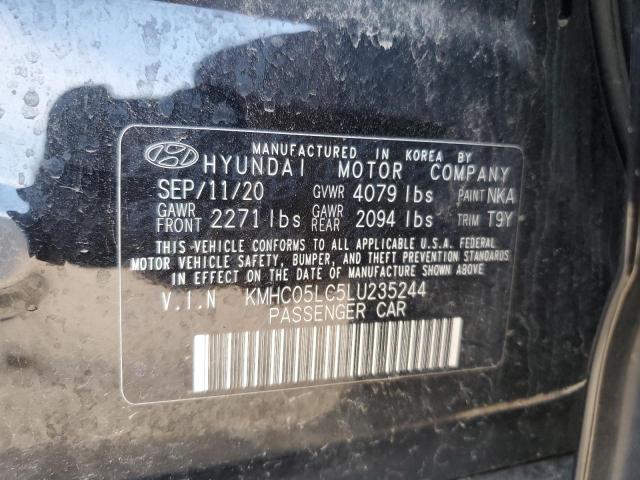 MANUFACTURED IN KOREA BY
HYUNDAI MOTOR COMPANY
SEP/11/20 GVWR 4079 lbs PAINT NKA
GAWR FRONT 2271 lbs GAWR REAR 2094 lbs TRIM T9Y
THIS VEHICLE CONFORMS TO ALL APPLICABLE U.S.A. FEDERAL
MOTOR VEHICLE SAFETY, BUMPER, AND THEFT PREVENTION STANDARDS
IN EFFECT ON THE DATE OF MANUFACTURE SHOWN ABOVE.
V.I.N KMHC05LC5LU235244
PASSENGER CAR